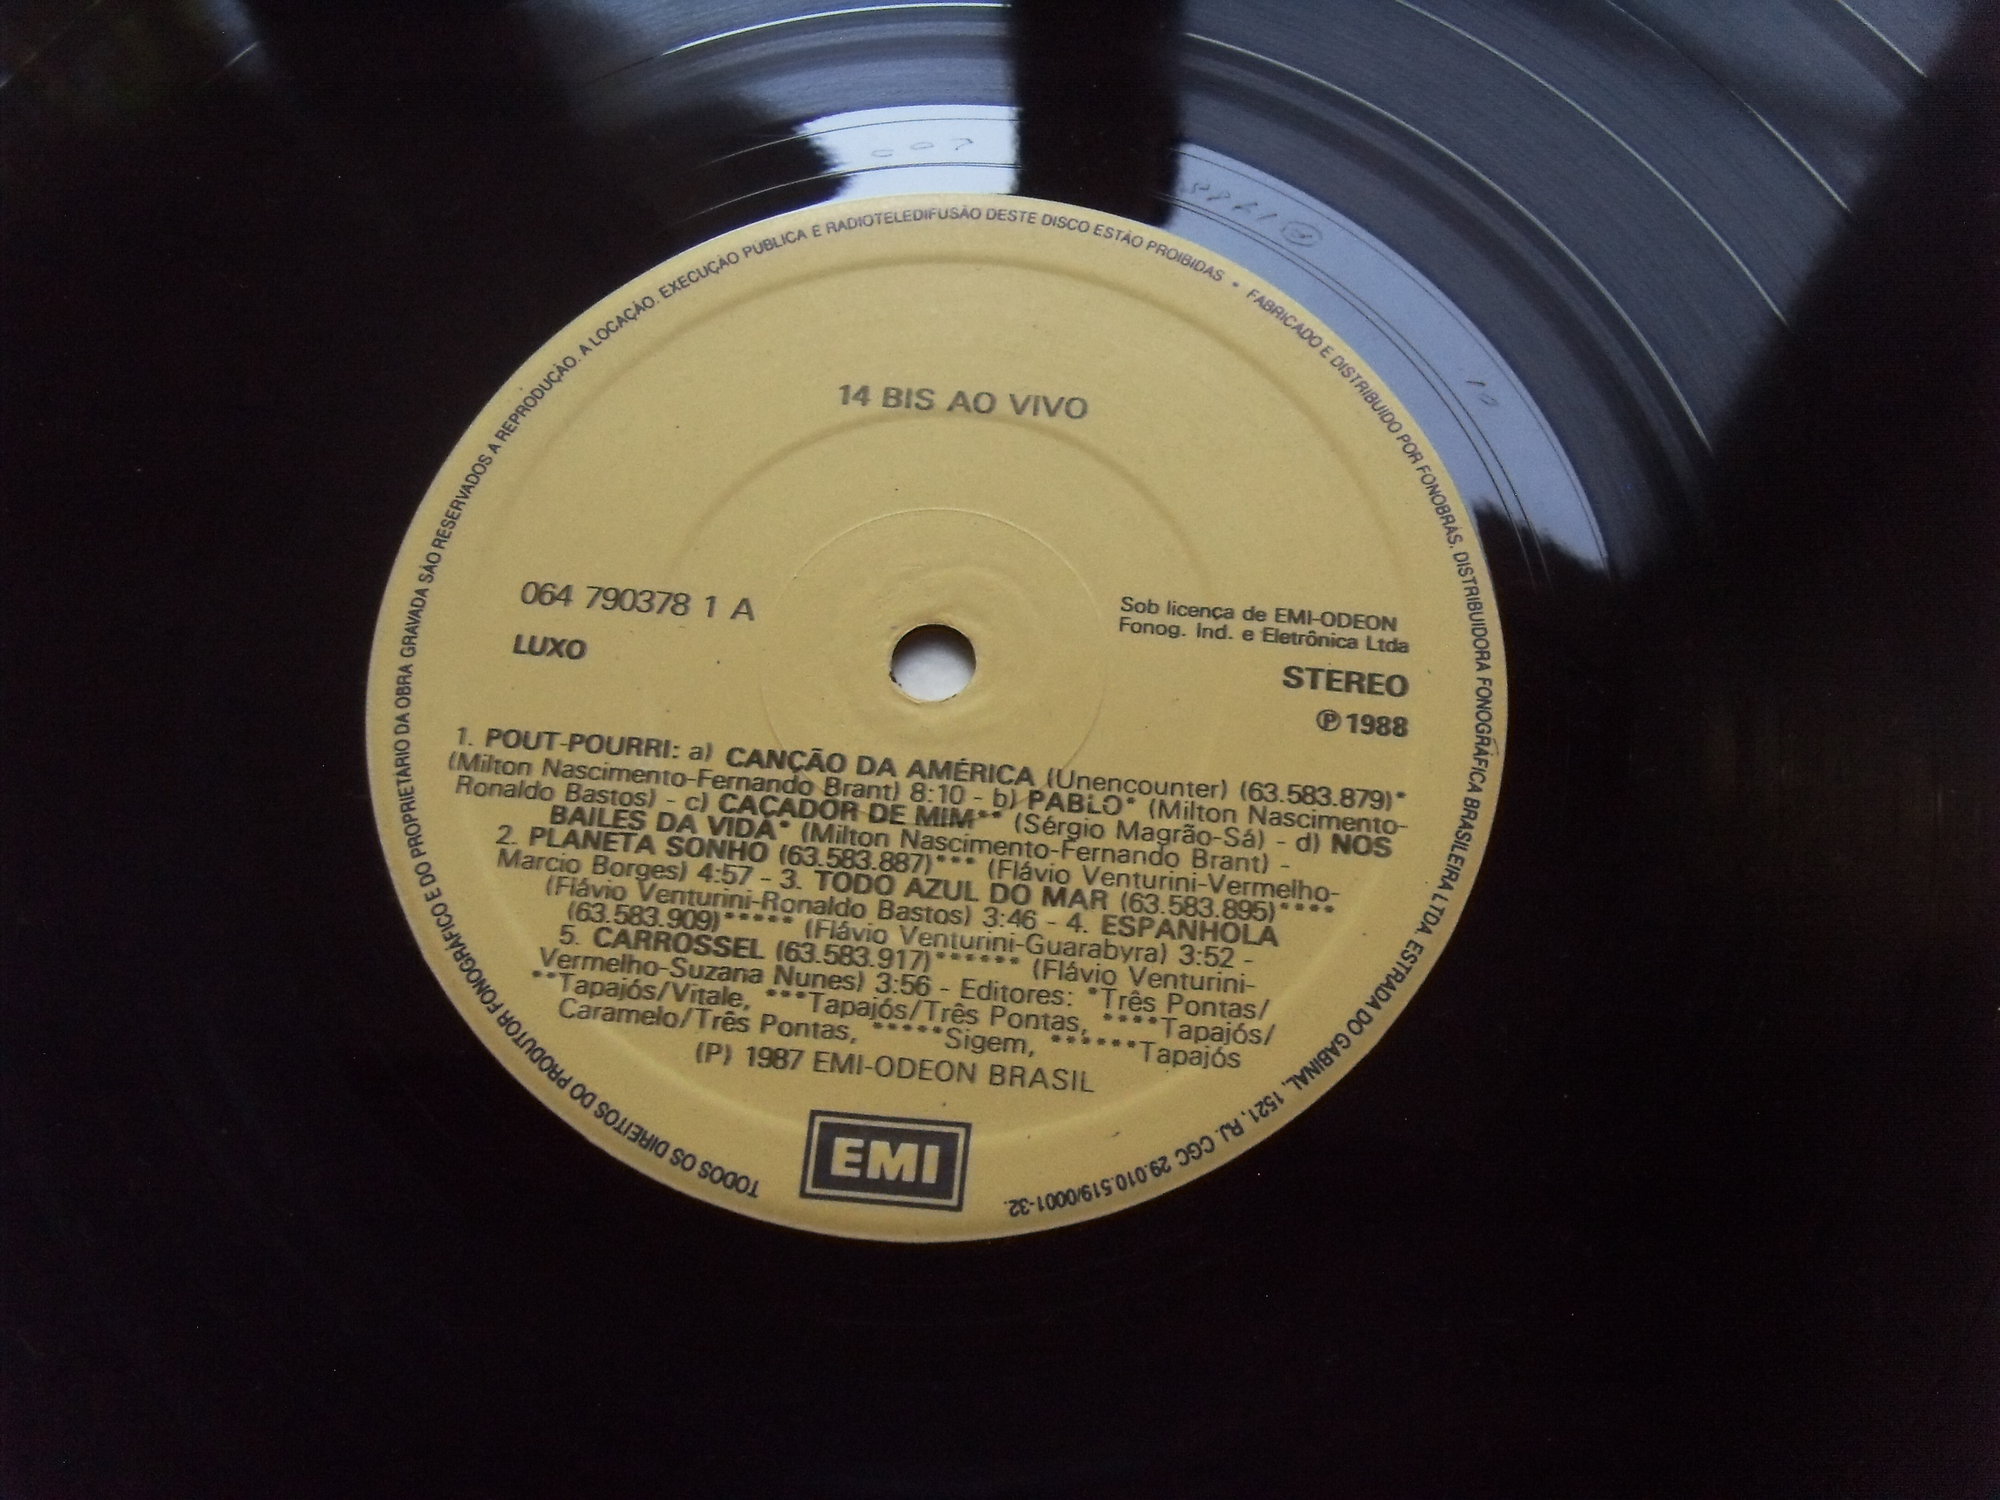 14 BIS AO VIVO
064 790378 1 A
LUXO
Sob licença de EMI-ODEON
Fonog. Ind. e Eletrônica Ltda
STEREO
℗ 1988
1. POUT-POURRI: a) CANÇÃO DA AMÉRICA (Unencounter) (63.583.879)*
(Milton Nascimento-Fernando Brant) 8:10 - b) PABLO* (Milton Nascimento-
Ronaldo Bastos) - c) CAÇADOR DE MIM** (Sérgio Magrão-Sá) - d) NOS
BAILES DA VIDA* (Milton Nascimento-Fernando Brant) -
2. PLANETA SONHO (63.583.887)*** (Flávio Venturini-Vermelho-
Marcio Borges) 4:57 - 3. TODO AZUL DO MAR (63.583.895)****
(Flávio Venturini-Ronaldo Bastos) 3:46 - 4. ESPANHOLA
(63.583.909)***** (Flávio Venturini-Guarabyra) 3:52 -
5. CARROSSEL (63.583.917)****** (Flávio Venturini-
Vermelho-Suzana Nunes) 3:56 - Editores: *Três Pontas/
**Tapajós/Vitale, ***Tapajós/Três Pontas, ****Tapajós/
Caramelo/Três Pontas, *****Sigem, ******Tapajós
(P) 1987 EMI-ODEON BRASIL
EMI
TODOS OS DIREITOS DO PRODUTOR FONOGRÁFICO E DO PROPRIETÁRIO DA OBRA GRAVADA SÃO RESERVADOS A REPRODUÇÃO. A LOCAÇÃO. EXECUÇÃO PUBLICA E RADIOTELEDIFUSÃO DESTE DISCO ESTÃO PROIBIDAS • FABRICADO E DISTRIBUIDO POR FONOBRÁS. DISTRIBUIDORA FONOGRÁFICA BRASILEIRA LTDA. ESTRADA DO GABINAL, 1521, RJ. CGC 29.010.519/0001-32.